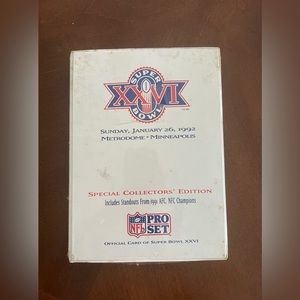 SUPER
XXVI
BOWL
SUNDAY, JANUARY 26, 1992
METRODOME • MINNEAPOLIS
SPECIAL COLLECTORS' EDITION
Includes Standouts From 1991 AFC, NFC Champions
NFL PRO
SET
OFFICIAL CARD OF SUPER BOWL XXVI